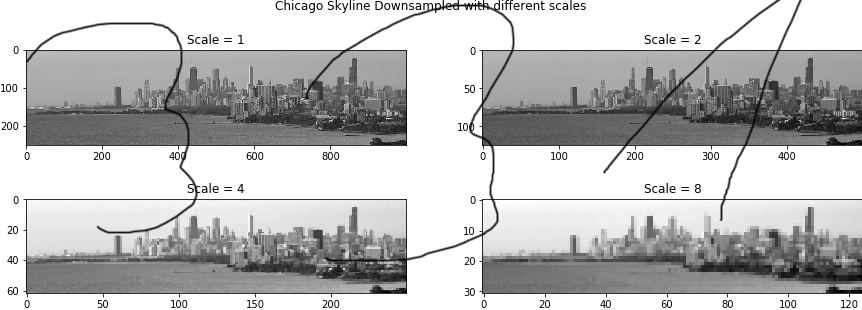 Chicago Skyline Downsampled with different scales
Scale = 1
0
100
200
0 200 400 600 800
Scale = 2
0
50
100
0 100 200 300 400
Scale = 4
0
20
40
60
0 50 100 150 200
Scale = 8
0
10
20
30
0 20 40 60 80 100 120